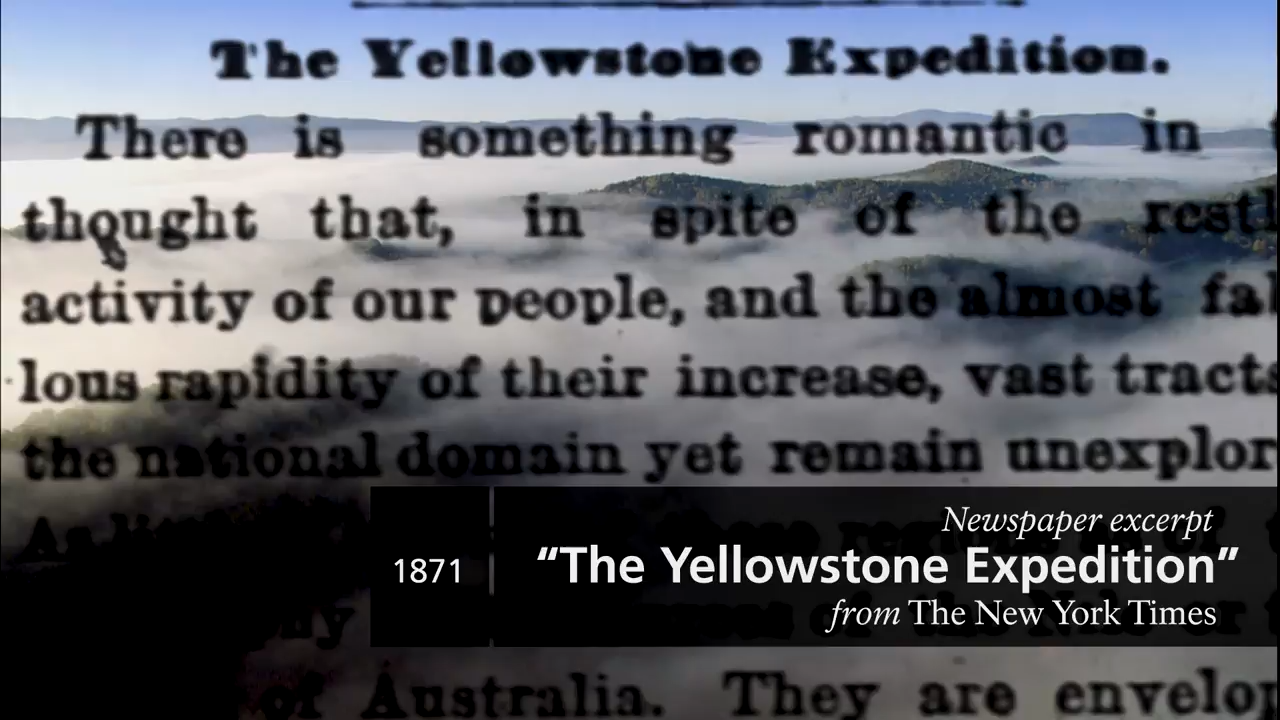 The Yellowstone Expedition.
There is something romantic in
thought that, in spite of the
activity of our people, and the almost
lous rapidity of their increase, vast tracts
the national domain yet remain
Newspaper excerpt
1871
“The Yellowstone Expedition”
from The New York Times
of Australia. They are